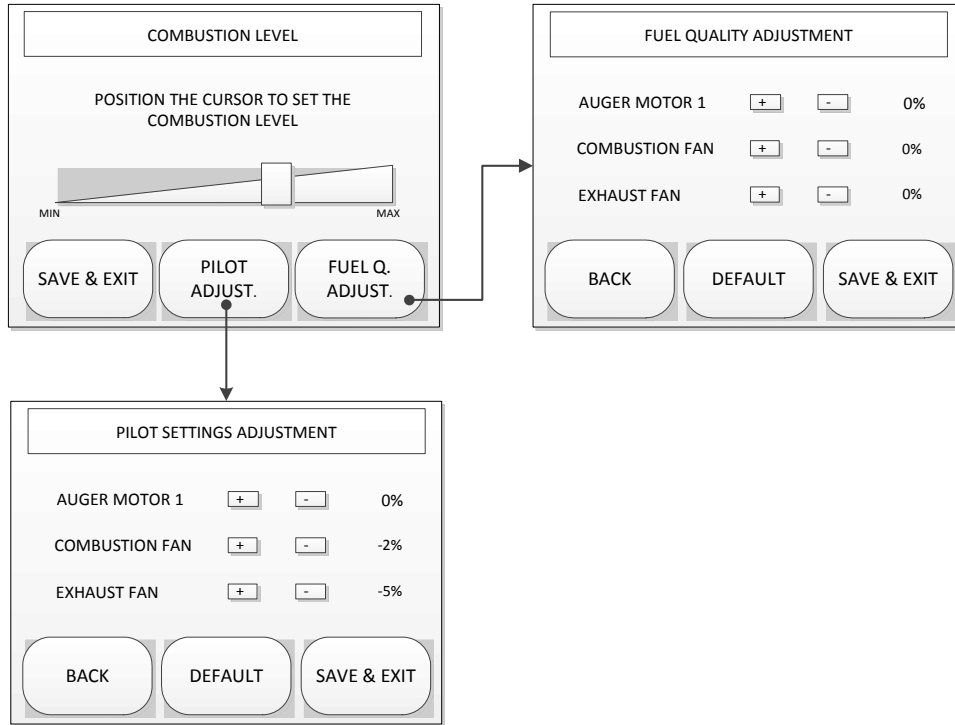 COMBUSTION LEVEL
POSITION THE CURSOR TO SET THE
COMBUSTION LEVEL
MIN MAX
SAVE & EXIT
PILOT
ADJUST.
FUEL Q.
ADJUST.
FUEL QUALITY ADJUSTMENT
AUGER MOTOR 1 + - 0%
COMBUSTION FAN + - 0%
EXHAUST FAN + - 0%
BACK DEFAULT SAVE & EXIT
PILOT SETTINGS ADJUSTMENT
AUGER MOTOR 1 + - 0%
COMBUSTION FAN + - -2%
EXHAUST FAN + - -5%
BACK DEFAULT SAVE & EXIT